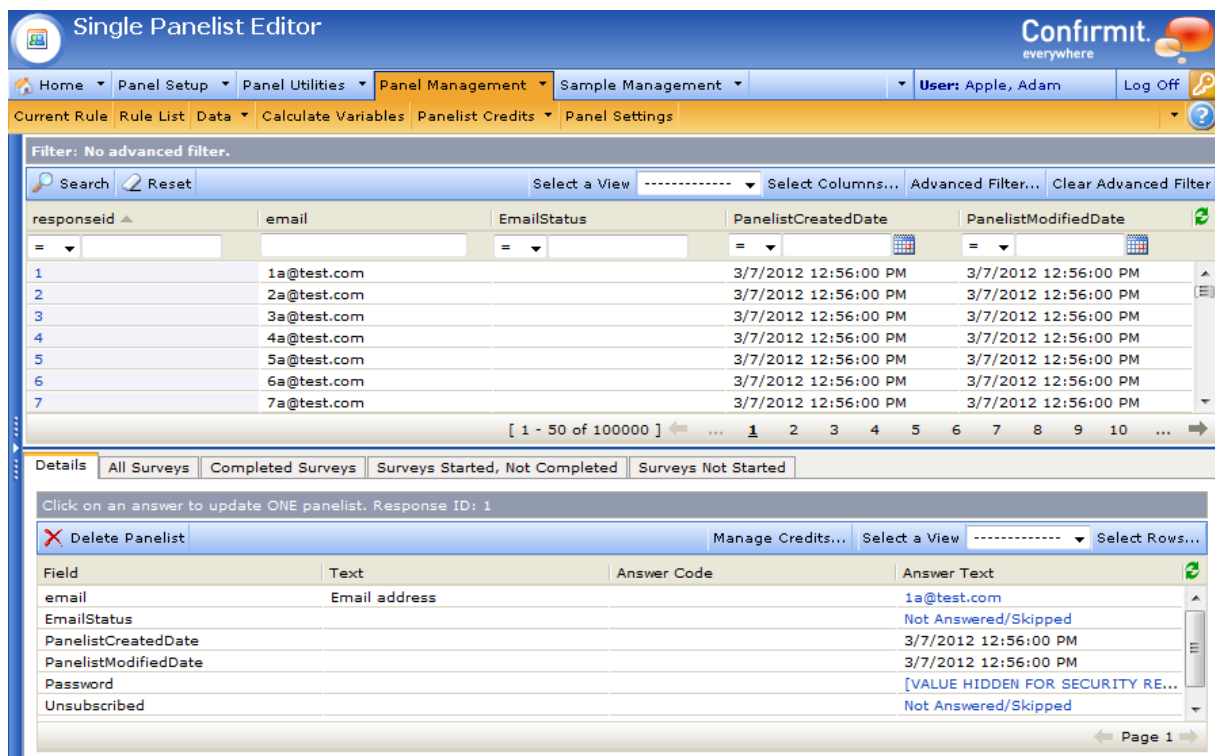 Single Panelist Editor
Confirmit.
everywhere
Home Panel Setup Panel Utilities Panel Management Sample Management User: Apple, Adam Log Off
Current Rule Rule List Data Calculate Variables Panelist Credits Panel Settings
Filter: No advanced filter.
Search Reset Select a View ------------- Select Columns... Advanced Filter... Clear Advanced Filter
responseid email EmailStatus PanelistCreatedDate PanelistModifiedDate
= = = =
1 1a@test.com 3/7/2012 12:56:00 PM 3/7/2012 12:56:00 PM
2 2a@test.com 3/7/2012 12:56:00 PM 3/7/2012 12:56:00 PM
3 3a@test.com 3/7/2012 12:56:00 PM 3/7/2012 12:56:00 PM
4 4a@test.com 3/7/2012 12:56:00 PM 3/7/2012 12:56:00 PM
5 5a@test.com 3/7/2012 12:56:00 PM 3/7/2012 12:56:00 PM
6 6a@test.com 3/7/2012 12:56:00 PM 3/7/2012 12:56:00 PM
7 7a@test.com 3/7/2012 12:56:00 PM 3/7/2012 12:56:00 PM
[ 1 - 50 of 100000 ] ... 1 2 3 4 5 6 7 8 9 10 ...
Details All Surveys Completed Surveys Surveys Started, Not Completed Surveys Not Started
Click on an answer to update ONE panelist. Response ID: 1
Delete Panelist Manage Credits... Select a View ------------- Select Rows...
Field Text Answer Code Answer Text
email Email address 1a@test.com
EmailStatus Not Answered/Skipped
PanelistCreatedDate 3/7/2012 12:56:00 PM
PanelistModifiedDate 3/7/2012 12:56:00 PM
Password [VALUE HIDDEN FOR SECURITY RE...
Unsubscribed Not Answered/Skipped
Page 1